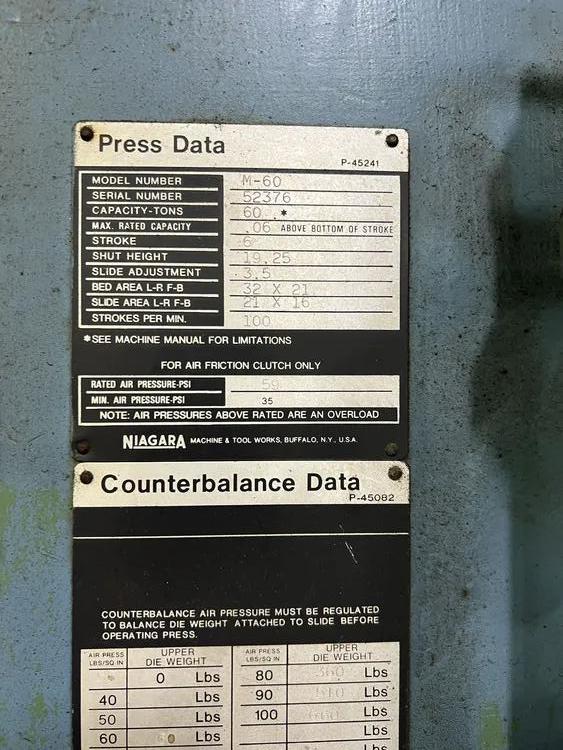 Press Data
P-45241
MODEL NUMBER M-60
SERIAL NUMBER 52376
CAPACITY-TONS 60 *
MAX. RATED CAPACITY .06 ABOVE BOTTOM OF STROKE
STROKE 6
SHUT HEIGHT 19.25
SLIDE ADJUSTMENT 3.5
BED AREA L-R F-B 32 X 21
SLIDE AREA L-R F-B 21 X 16
STROKES PER MIN. 100
*SEE MACHINE MANUAL FOR LIMITATIONS
FOR AIR FRICTION CLUTCH ONLY
RATED AIR PRESSURE-PSI 59
MIN. AIR PRESSURE-PSI 35
NOTE: AIR PRESSURES ABOVE RATED ARE AN OVERLOAD
NIAGARA MACHINE & TOOL WORKS, BUFFALO, N.Y., U.S.A.
Counterbalance Data
P-45082
COUNTERBALANCE AIR PRESSURE MUST BE REGULATED
TO BALANCE DIE WEIGHT ATTACHED TO SLIDE BEFORE
OPERATING PRESS.
AIR PRESS LBS/SQ IN UPPER DIE WEIGHT AIR PRESS LBS/SQ IN UPPER DIE WEIGHT
0 Lbs 80 360 Lbs
40 Lbs 90 510 Lbs
50 Lbs 100 660 Lbs
60 Lbs Lbs
Lbs